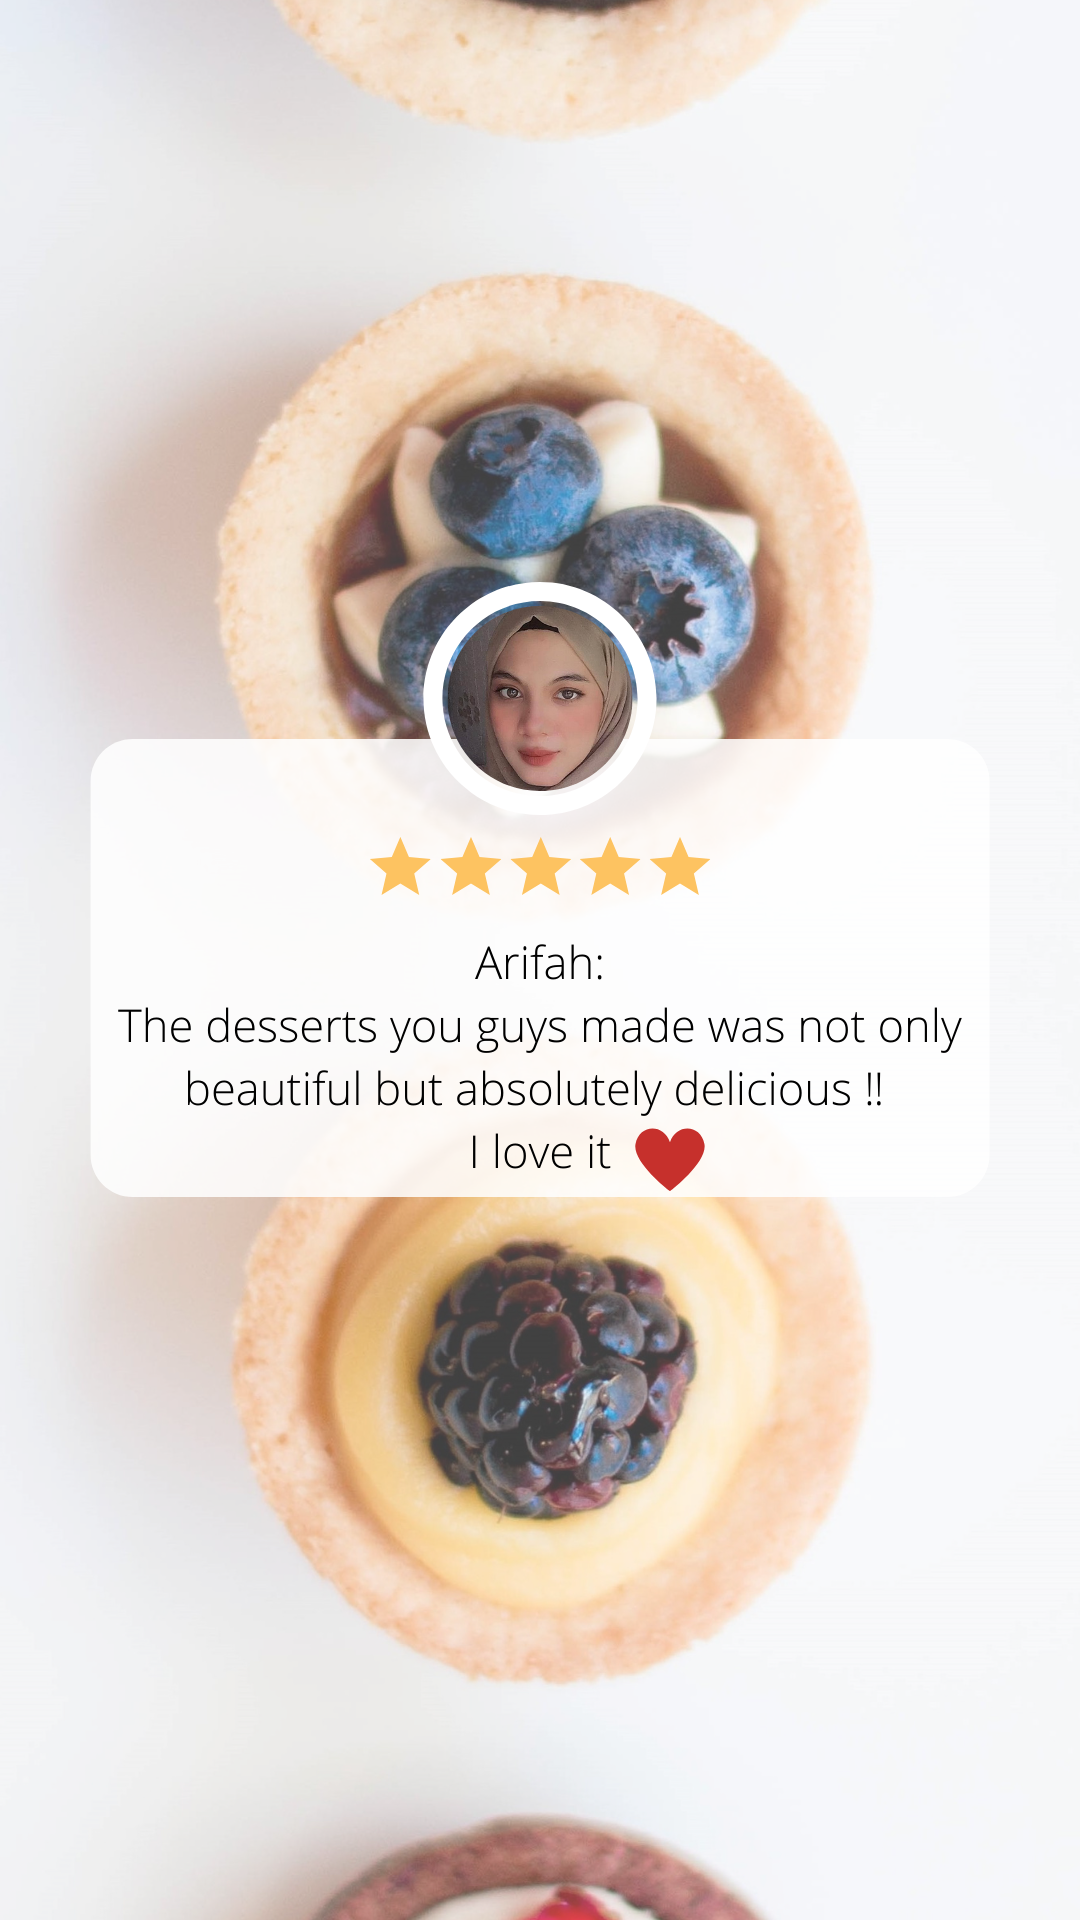 Arifah:
The desserts you guys made was not only
beautiful but absolutely delicious !!
I love it